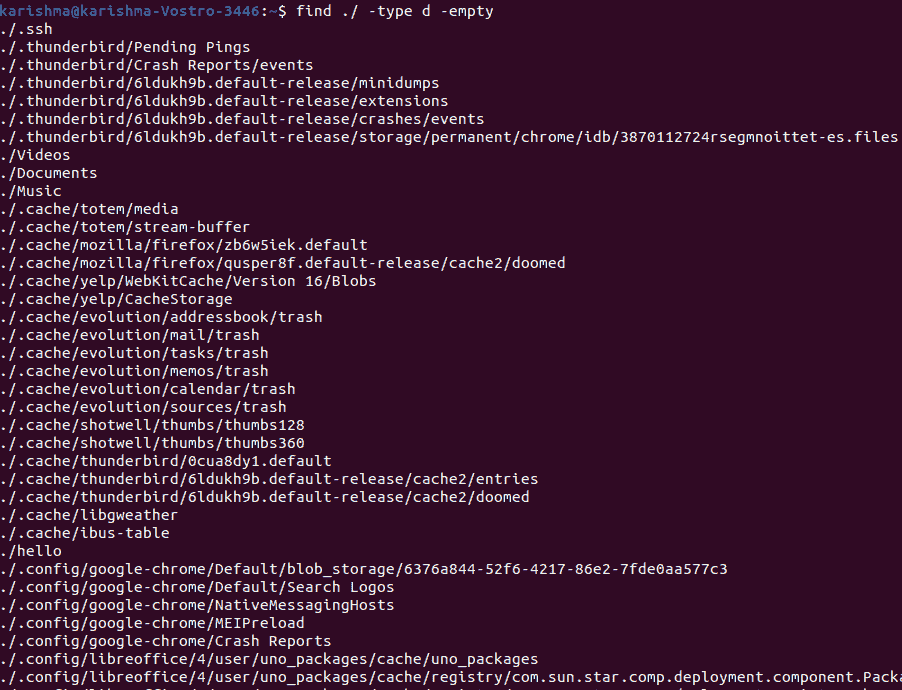 karishma@karishma-Vostro-3446:~$ find ./ -type d -empty
./.ssh
./.thunderbird/Pending Pings
./.thunderbird/Crash Reports/events
./.thunderbird/6ldukh9b.default-release/minidumps
./.thunderbird/6ldukh9b.default-release/extensions
./.thunderbird/6ldukh9b.default-release/crashes/events
./.thunderbird/6ldukh9b.default-release/storage/permanent/chrome/idb/3870112724rsegmnoittet-es.files
./Videos
./Documents
./Music
./.cache/totem/media
./.cache/totem/stream-buffer
./.cache/mozilla/firefox/zb6w5iek.default
./.cache/mozilla/firefox/qusper8f.default-release/cache2/doomed
./.cache/yelp/WebKitCache/Version 16/Blobs
./.cache/yelp/CacheStorage
./.cache/evolution/addressbook/trash
./.cache/evolution/mail/trash
./.cache/evolution/tasks/trash
./.cache/evolution/memos/trash
./.cache/evolution/calendar/trash
./.cache/evolution/sources/trash
./.cache/shotwell/thumbs/thumbs128
./.cache/shotwell/thumbs/thumbs360
./.cache/thunderbird/0cua8dy1.default
./.cache/thunderbird/6ldukh9b.default-release/cache2/entries
./.cache/thunderbird/6ldukh9b.default-release/cache2/doomed
./.cache/libgweather
./.cache/ibus-table
./hello
./.config/google-chrome/Default/blob_storage/6376a844-52f6-4217-86e2-7fde0aa577c3
./.config/google-chrome/Default/Search Logos
./.config/google-chrome/NativeMessagingHosts
./.config/google-chrome/MEIPreload
./.config/google-chrome/Crash Reports
./.config/libreoffice/4/user/uno_packages/cache/uno_packages
./.config/libreoffice/4/user/uno_packages/cache/registry/com.sun.star.comp.deployment.component.Packa